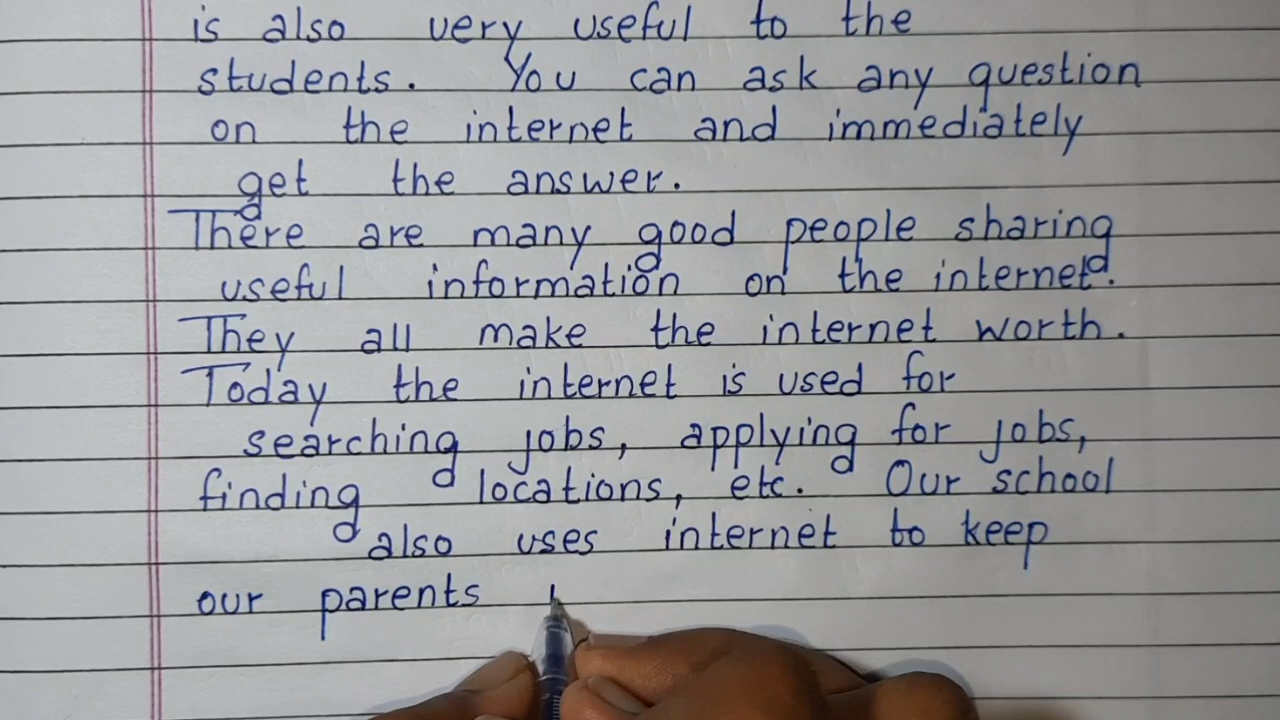 is also very useful to the
students. You can ask any question
on the internet and immediately
get the answer.
There are many good people sharing
useful information on the internet.
They all make the internet worth.
Today the internet is used for
searching jobs, applying for jobs,
finding locations, etc. Our school
also uses internet to keep
our parents